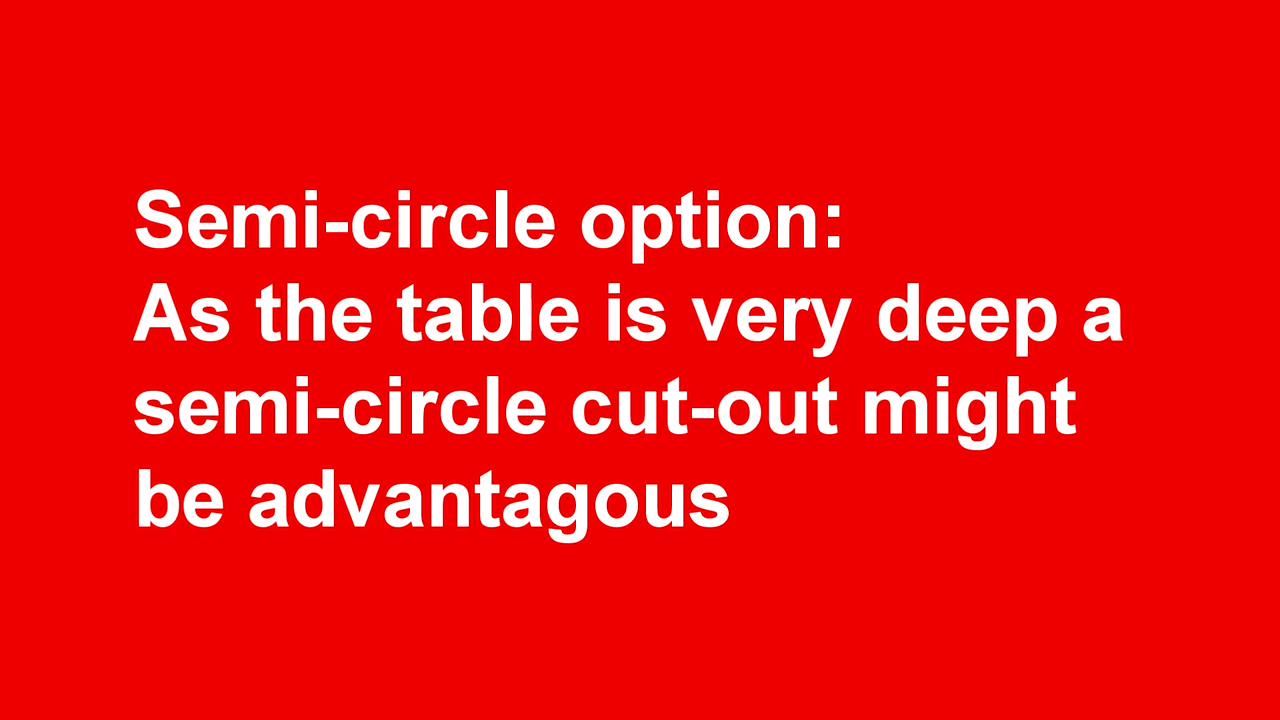 Semi-circle option:
As the table is very deep a
semi-circle cut-out might
be advantagous